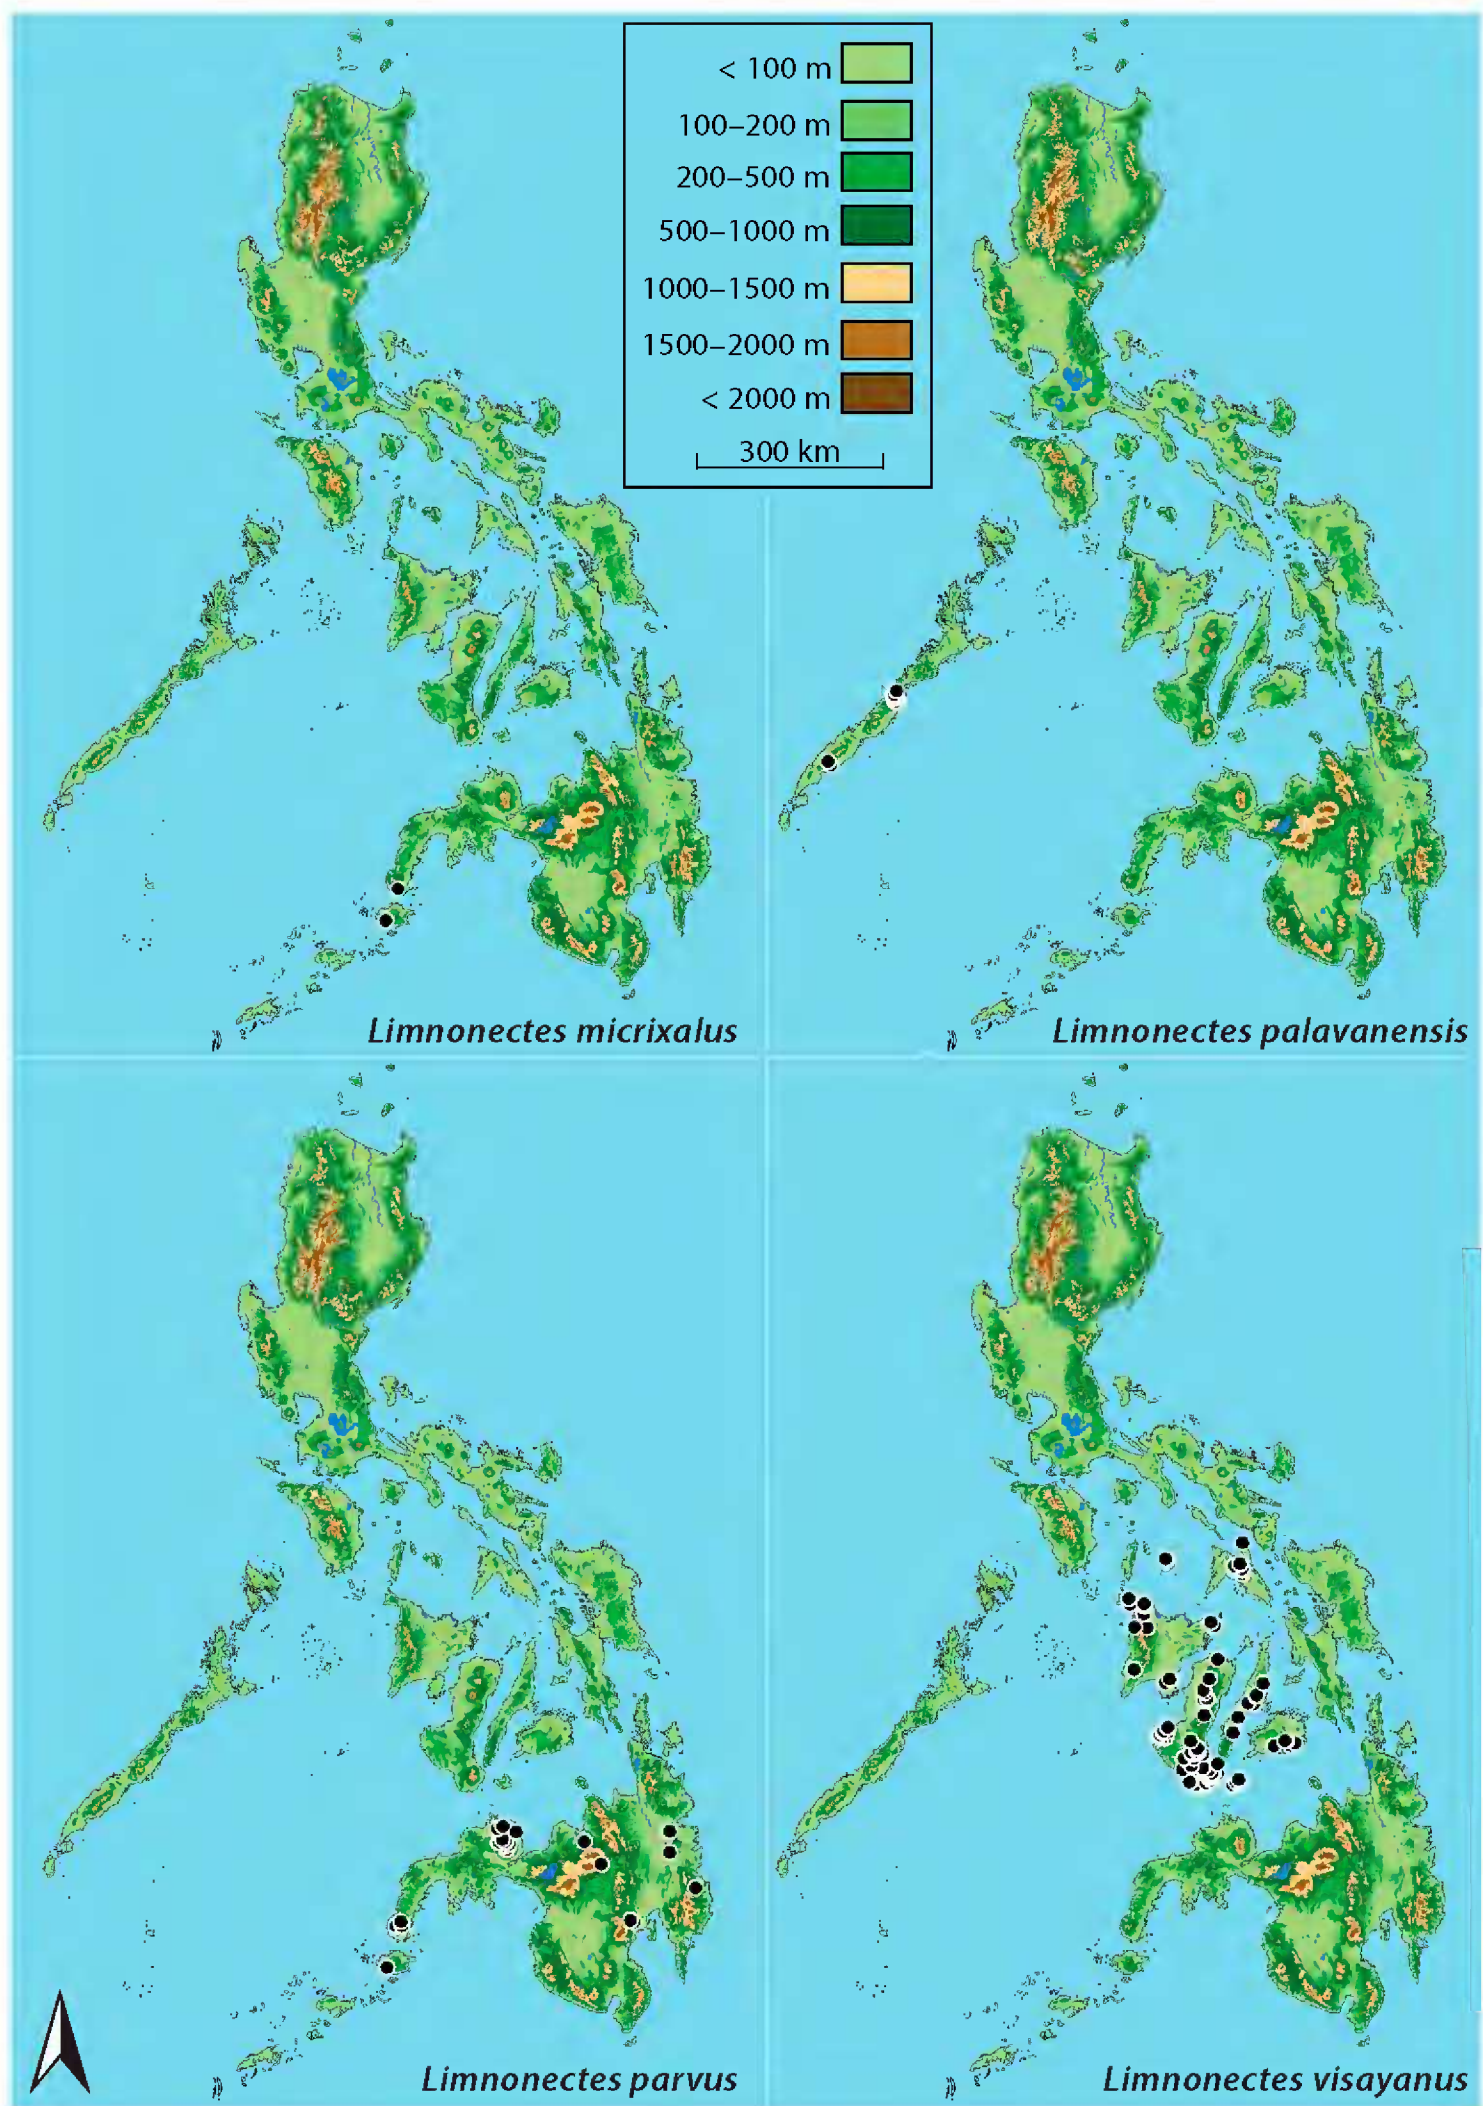 < 100 m
100–200 m
200–500 m
500–1000 m
1000–1500 m
1500–2000 m
< 2000 m
300 km
Limnonectes micrixalus
Limnonectes palavanensis
Limnonectes parvus
Limnonectes visayanus